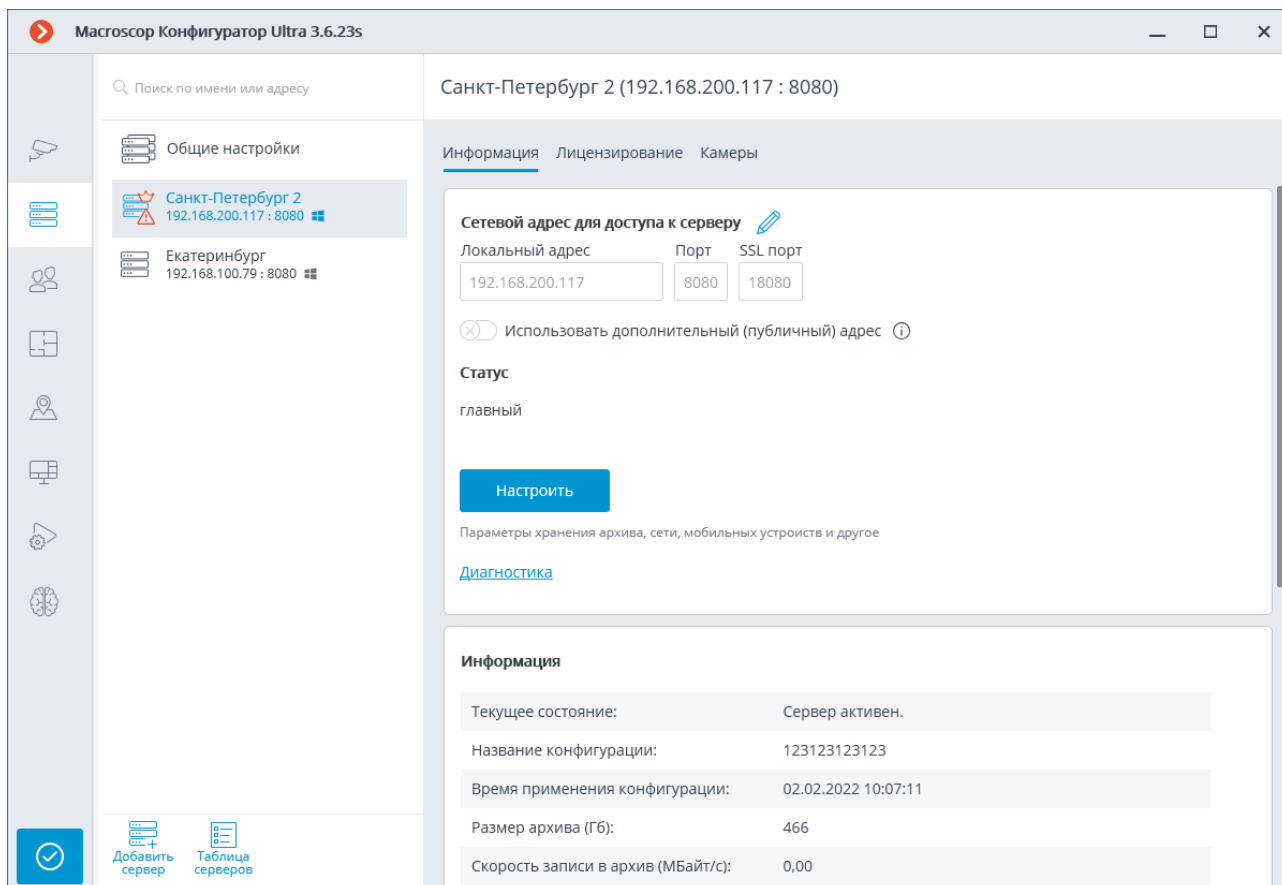 Macroscop Конфигуратор Ultra 3.6.23s
Поиск по имени или адресу
Общие настройки
Санкт-Петербург 2
192.168.200.117 : 8080
Екатеринбург
192.168.100.79 : 8080
Добавить сервер
Таблица серверов
Санкт-Петербург 2 (192.168.200.117 : 8080)
Информация Лицензирование Камеры
Сетевой адрес для доступа к серверу
Локальный адрес Порт SSL порт
192.168.200.117 8080 18080
Использовать дополнительный (публичный) адрес
Статус
главный
Настроить
Параметры хранения архива, сети, мобильных устроиств и другое
Диагностика
Информация
Текущее состояние: Сервер активен.
Название конфигурации: 123123123123
Время применения конфигурации: 02.02.2022 10:07:11
Размер архива (Гб): 466
Скорость записи в архив (МБайт/с): 0,00